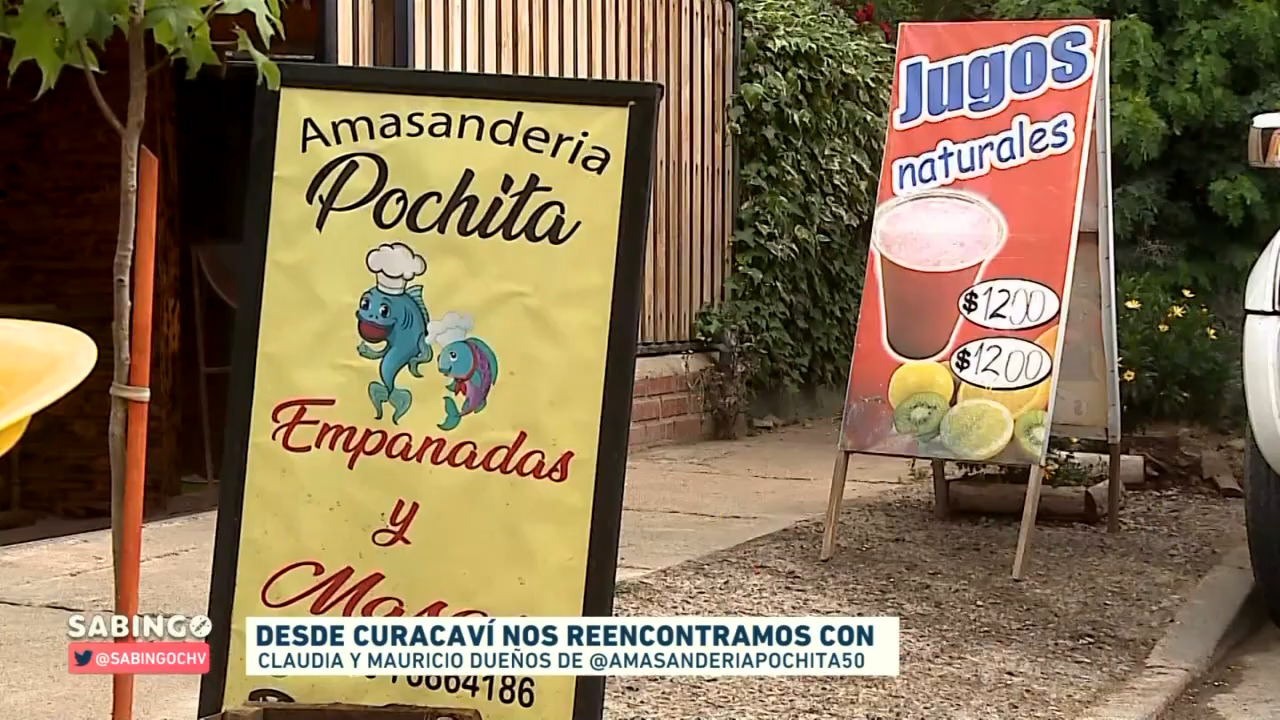 Amasanderia
Pochita
Empanadas
y
Jugos
naturales
$1200
$1200
SABINGO
@SABINGOCHV
DESDE CURACAVÍ NOS REENCONTRAMOS CON
CLAUDIA Y MAURICIO DUEÑOS DE @AMASANDERIAPOCHITA50